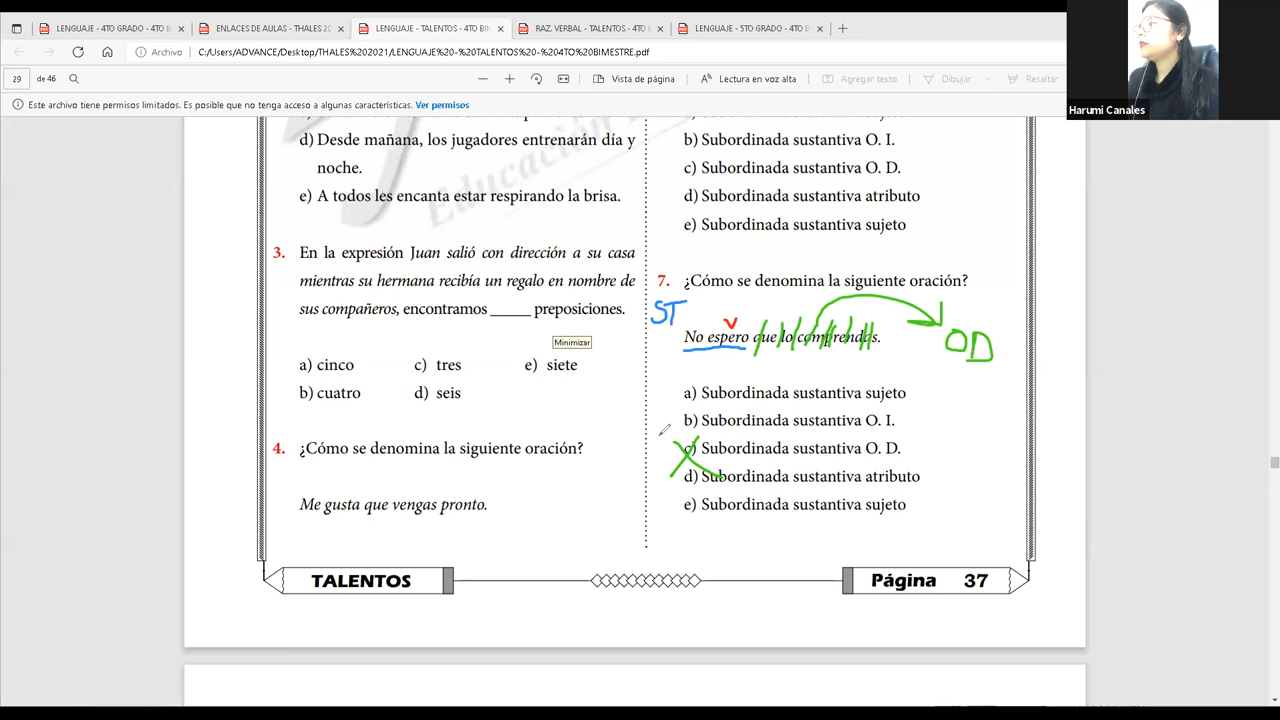 LENGUAJE - 4TO GRADO - 4TO B
ENLACES DE AULAS - THALES 20
LENGUAJE - TALENTOS - 4TO BIM
RAZ. VERBAL - TALENTOS - 4TO E
LENGUAJE - 5TO GRADO - 4TO B
Archivo C:/Users/ADVANCE/Desktop/THALES%202021/LENGUAJE%20-%20TALENTOS%20-%204TO%20BIMESTRE.pdf
29 de 46
Vista de página
Lectura en voz alta
Agregar texto
Dibujar
Resaltar
Este archivo tiene permisos limitados. Es posible que no tenga acceso a algunas características. Ver permisos
Harumi Canales
d) Desde mañana, los jugadores entrenarán día y
noche.
e) A todos les encanta estar respirando la brisa.
3. En la expresión Juan salió con dirección a su casa
mientras su hermana recibía un regalo en nombre de
sus compañeros, encontramos _____ preposiciones.
Minimizar
a) cinco c) tres e) siete
b) cuatro d) seis
4. ¿Cómo se denomina la siguiente oración?
Me gusta que vengas pronto.
b) Subordinada sustantiva O. I.
c) Subordinada sustantiva O. D.
d) Subordinada sustantiva atributo
e) Subordinada sustantiva sujeto
7. ¿Cómo se denomina la siguiente oración?
ST
V
No espero que lo comprendas.
OD
a) Subordinada sustantiva sujeto
b) Subordinada sustantiva O. I.
c) Subordinada sustantiva O. D.
d) Subordinada sustantiva atributo
e) Subordinada sustantiva sujeto
TALENTOS
Página 37
Educación